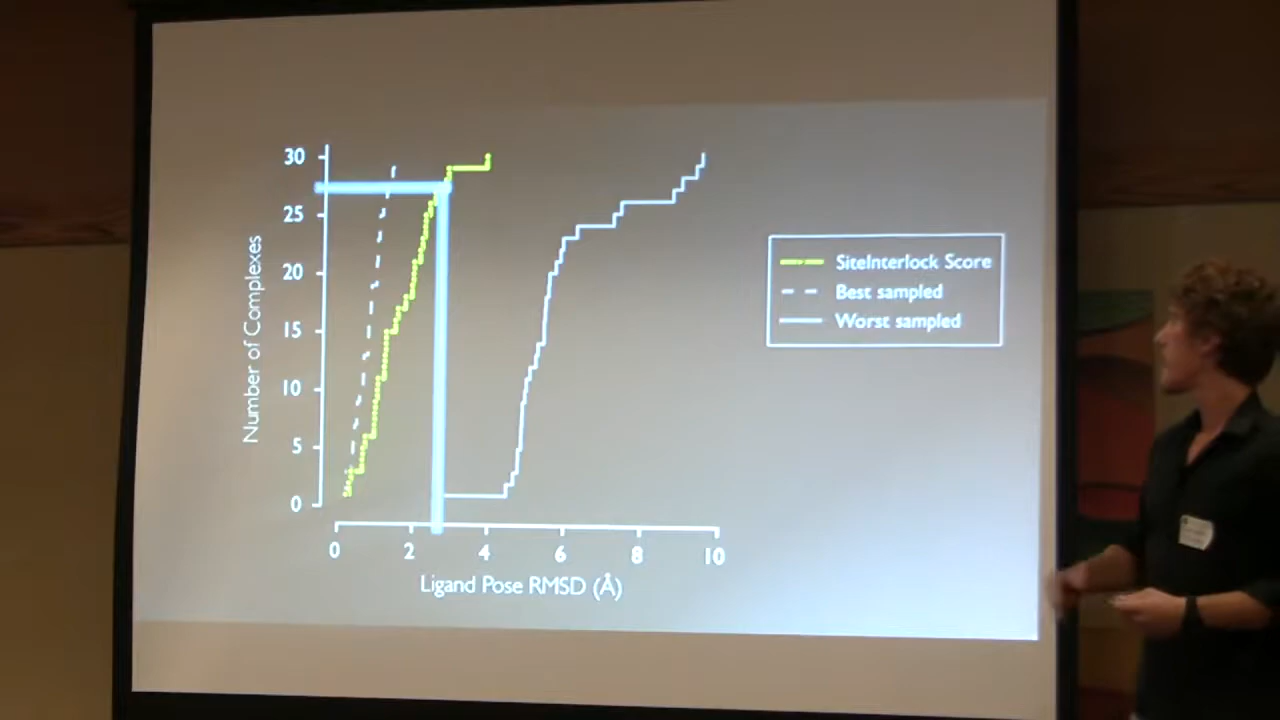 30
25
20
15
10
5
0
Number of Complexes
0 2 4 6 8 10
Ligand Pose RMSD (Å)
SiteInterlock Score
Best sampled
Worst sampled